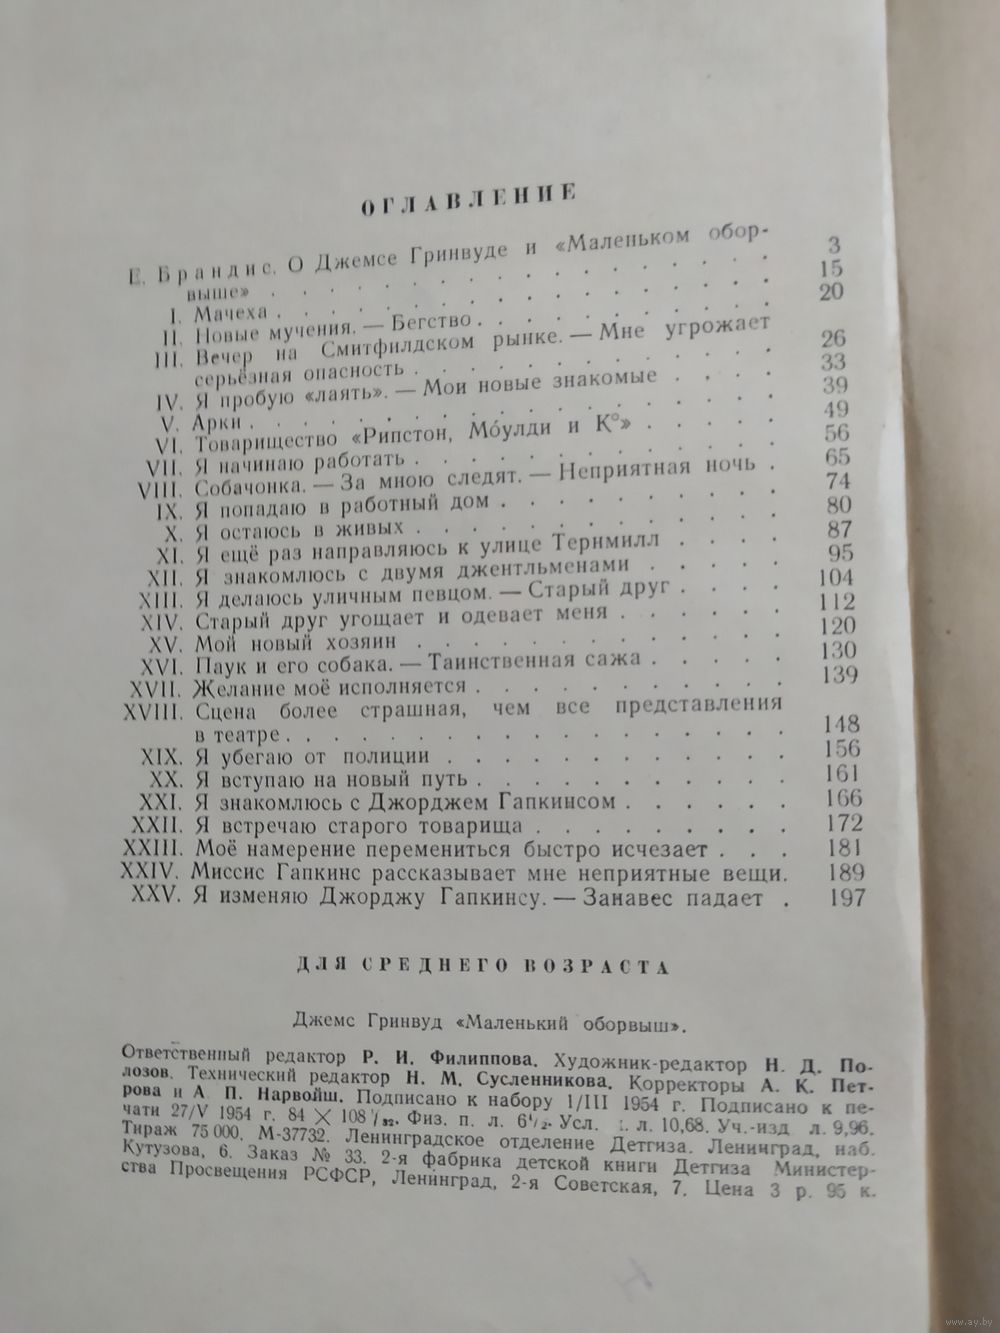 ОГЛАВЛЕНИЕ
Е. Брандис. О Джемсе Гринвуде и «Маленьком обор-
выше» . . . . . . . . . . . . . . . . 3
I. Мачеха . . . . . . . . . . . . . . . . 15
II. Новые мучения. — Бегство . . . . . . . . . 20
III. Вечер на Смитфилдском рынке. — Мне угрожает
серьёзная опасность . . . . . . . . . . . . 26
IV. Я пробую «лаять». — Мои новые знакомые . . . . 33
V. Арки . . . . . . . . . . . . . . . . 39
VI. Товарищество «Рипстон, Мо́улди и К°» . . . . . 49
VII. Я начинаю работать . . . . . . . . . . . 56
VIII. Собачонка. — За мною следят. — Неприятная ночь . 65
IX. Я попадаю в работный дом . . . . . . . . . 74
X. Я остаюсь в живых . . . . . . . . . . . 80
XI. Я ещё раз направляюсь к улице Тернмилл . . . . 87
XII. Я знакомлюсь с двумя джентльменами . . . . . 95
XIII. Я делаюсь уличным певцом. — Старый друг . . . . 104
XIV. Старый друг угощает и одевает меня . . . . . 112
XV. Мой новый хозяин . . . . . . . . . . . 120
XVI. Паук и его собака. — Таинственная сажа . . . . . 130
XVII. Желание моё исполняется . . . . . . . . . 139
XVIII. Сцена более страшная, чем все представления
в театре . . . . . . . . . . . . . . . 148
XIX. Я убегаю от полиции . . . . . . . . . . . 156
XX. Я вступаю на новый путь . . . . . . . . . 161
XXI. Я знакомлюсь с Джорджем Гапкинсом . . . . . . 166
XXII. Я встречаю старого товарища . . . . . . . . 172
XXIII. Моё намерение перемениться быстро исчезает . . . 181
XXIV. Миссис Гапкинс рассказывает мне неприятные вещи. 189
XXV. Я изменяю Джорджу Гапкинсу. — Занавес падает . 197
ДЛЯ СРЕДНЕГО ВОЗРАСТА
Джемс Гринвуд «Маленький оборвыш».
Ответственный редактор Р. И. Филиппова. Художник-редактор Н. Д. По-
лозов. Технический редактор Н. М. Сусленникова. Корректоры А. К. Пет-
рова и А. П. Нарвойш. Подписано к набору 1/III 1954 г. Подписано к пе-
чати 27/V 1954 г. 84 × 108 1/32. Физ. п. л. 6 1/2. Усл. л. л. 10,68. Уч.-изд л. 9,96.
Тираж 75 000. М-37732. Ленинградское отделение Детгиза. Ленинград, наб.
Кутузова, 6. Заказ № 33. 2-я фабрика детской книги Детгиза Министер-
ства Просвещения РСФСР, Ленинград, 2-я Советская, 7. Цена 3 р. 95 к.
www.ay.by